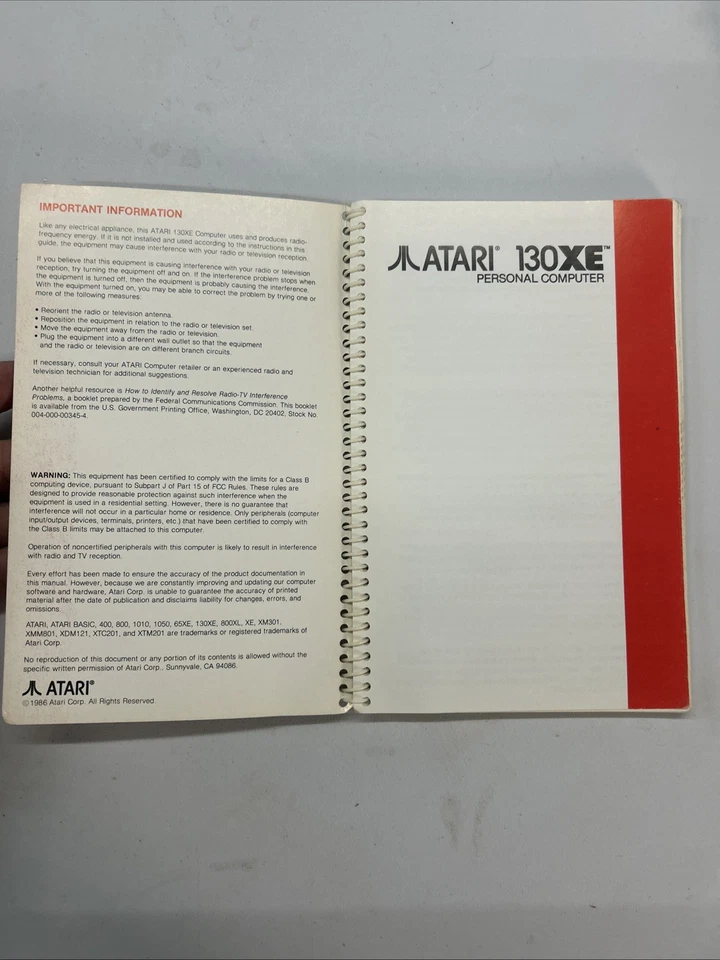 IMPORTANT INFORMATION
Like any electrical appliance, this ATARI 130XE Computer uses and produces radio-
frequency energy. If it is not installed and used according to the instructions in this
guide, the equipment may cause interference with your radio or television reception.
If you believe that this equipment is causing interference with your radio or television
reception, try turning the equipment off and on. If the interference problem stops when
the equipment is turned off, then the equipment is probably causing the interference.
With the equipment turned on, you may be able to correct the problem by trying one or
more of the following measures:
• Reorient the radio or television antenna.
• Reposition the equipment in relation to the radio or television set.
• Move the equipment away from the radio or television.
• Plug the equipment into a different wall outlet so that the equipment
and the radio or television are on different branch circuits.
If necessary, consult your ATARI Computer retailer or an experienced radio and
television technician for additional suggestions.
Another helpful resource is How to Identify and Resolve Radio-TV Interference
Problems, a booklet prepared by the Federal Communications Commission. This booklet
is available from the U.S. Government Printing Office, Washington, DC 20402, Stock No.
004-000-00345-4.
WARNING: This equipment has been certified to comply with the limits for a Class B
computing device, pursuant to Subpart J of Part 15 of FCC Rules. These rules are
designed to provide reasonable protection against such interference when the
equipment is used in a residential setting. However, there is no guarantee that
interference will not occur in a particular home or residence. Only peripherals (computer
input/output devices, terminals, printers, etc.) that have been certified to comply with
the Class B limits may be attached to this computer.
Operation of noncertified peripherals with this computer is likely to result in interference
with radio and TV reception.
Every effort has been made to ensure the accuracy of the product documentation in
this manual. However, because we are constantly improving and updating our computer
software and hardware, Atari Corp. is unable to guarantee the accuracy of printed
material after the date of publication and disclaims liability for changes, errors, and
omissions.
ATARI, ATARI BASIC, 400, 800, 1010, 1050, 65XE, 130XE, 800XL, XE, XM301,
XMM801, XDM121, XTC201, and XTM201 are trademarks or registered trademarks of
Atari Corp.
No reproduction of this document or any portion of its contents is allowed without the
specific written permission of Atari Corp., Sunnyvale, CA 94086.
ATARI®
©1986 Atari Corp. All Rights Reserved.
ATARI® 130XE™
PERSONAL COMPUTER